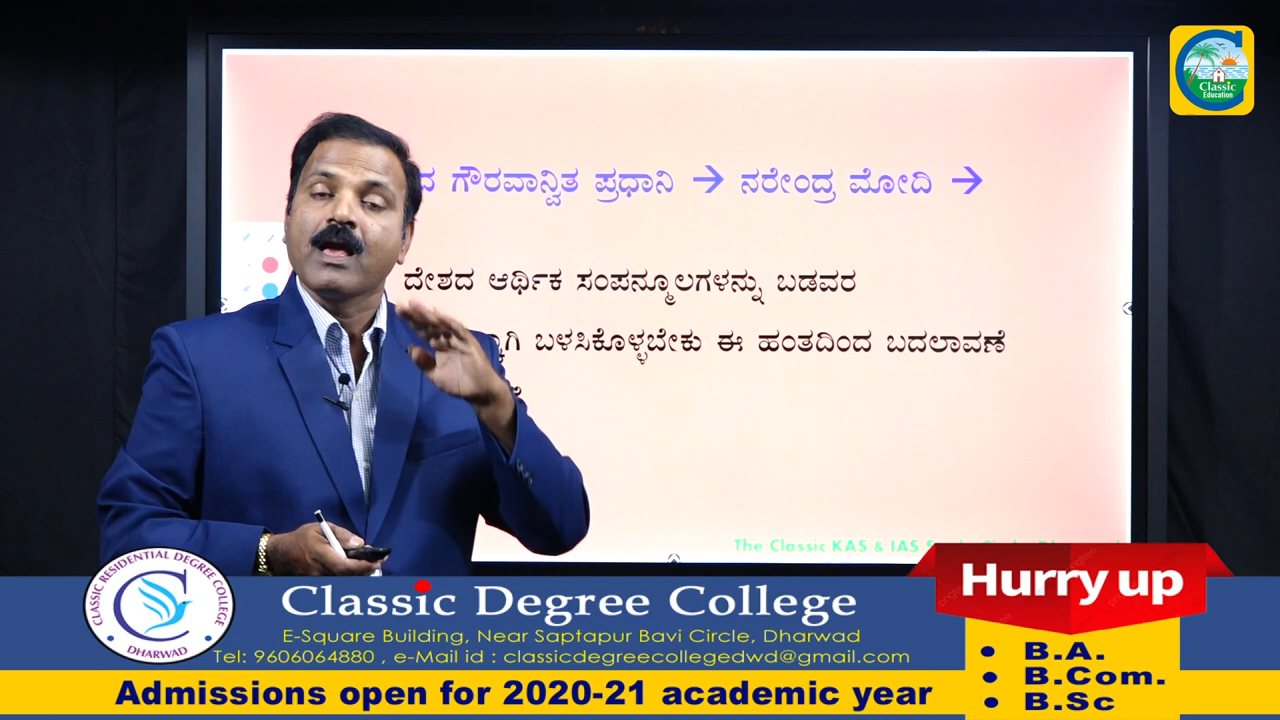 Classic
Education
ಗೌರವಾನ್ವಿತ ಪ್ರಧಾನಿ → ನರೇಂದ್ರ ಮೋದಿ →
ದೇಶದ ಆರ್ಥಿಕ ಸಂಪನ್ಮೂಲಗಳನ್ನು ಬಡವರ
ಬಳಸಿಕೊಳ್ಳಬೇಕು ಈ ಹಂತದಿಂದ ಬದಲಾವಣೆ
The Classic KAS & IAS
CLASSIC RESIDENTIAL DEGREE COLLEGE
DHARWAD
Classic Degree College
E-Square Building, Near Saptapur Bavi Circle, Dharwad
Tel: 9606064880 , e-Mail id : classicdegreecollegedwd@gmail.com
Admissions open for 2020-21 academic year
Hurry up
• B.A.
• B.Com.
• B.Sc